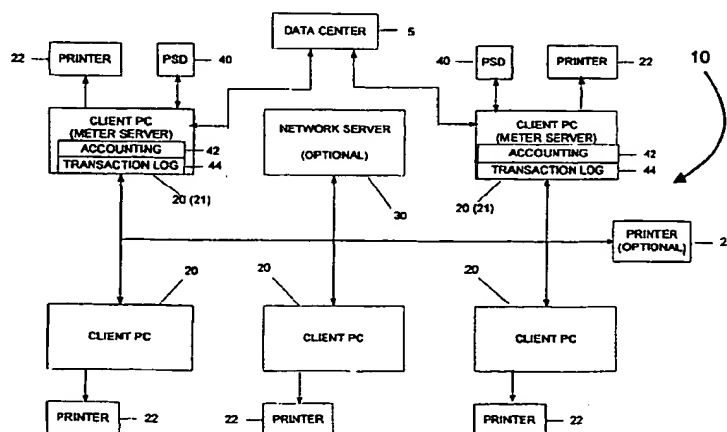 DATA CENTER 5
22 PRINTER
PSD 40
40 PSD
PRINTER 22
10
CLIENT PC
(METER SERVER)
ACCOUNTING 42
TRANSACTION LOG 44
20 (21)
NETWORK SERVER
(OPTIONAL)
30
CLIENT PC
(METER SERVER)
ACCOUNTING 42
TRANSACTION LOG 44
20 (21)
PRINTER
(OPTIONAL)
2
20
CLIENT PC
20
CLIENT PC
20
CLIENT PC
PRINTER 22
22 PRINTER
PRINTER 22